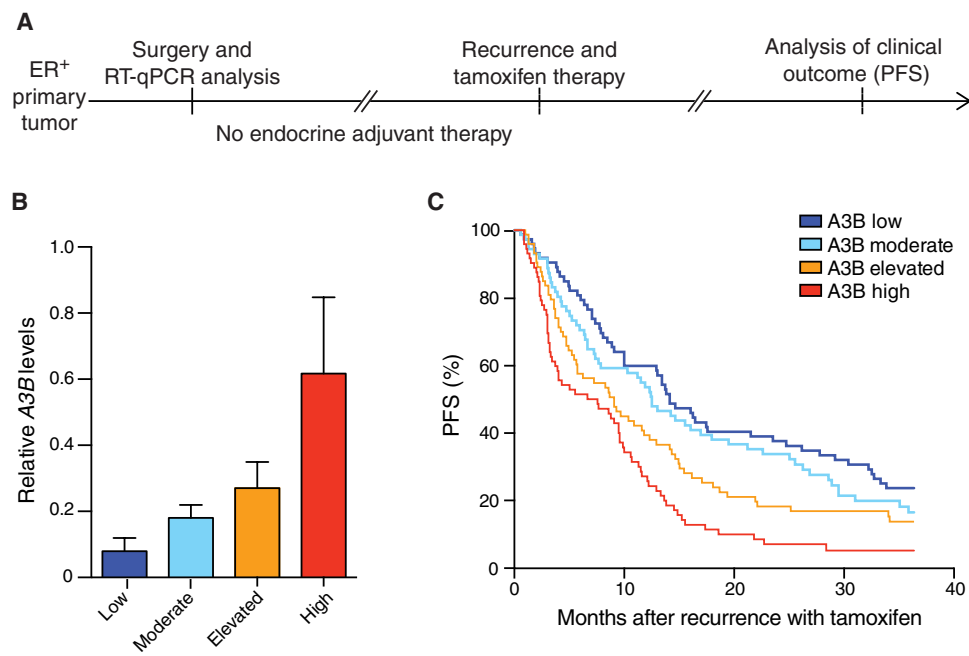 A
ER+
primary
tumor
Surgery and
RT-qPCR analysis
Recurrence and
tamoxifen therapy
Analysis of clinical
outcome (PFS)
No endocrine adjuvant therapy
B
Relative A3B levels
1.0
0.8
0.6
0.4
0.2
0
Low
Moderate
Elevated
High
C
PFS (%)
100
80
60
40
20
0
A3B low
A3B moderate
A3B elevated
A3B high
0 10 20 30 40
Months after recurrence with tamoxifen